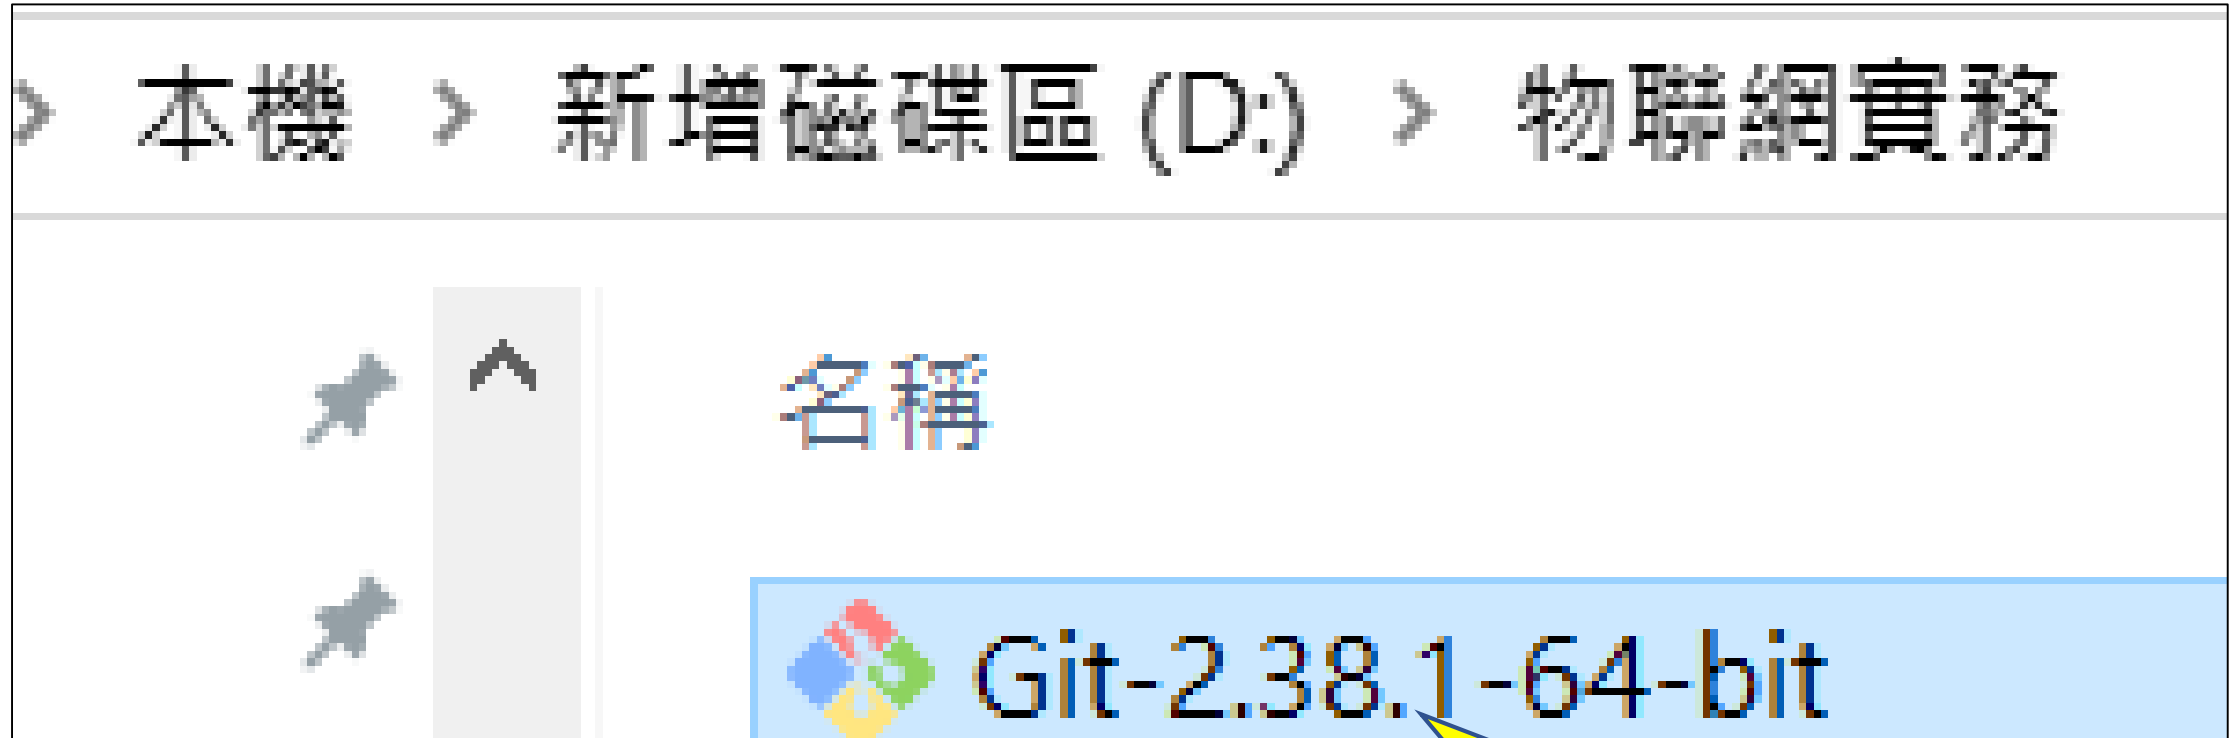 > 本機 > 新增磁碟區 (D:) > 物聯網實務
名稱
Git-2.38.1-64-bit